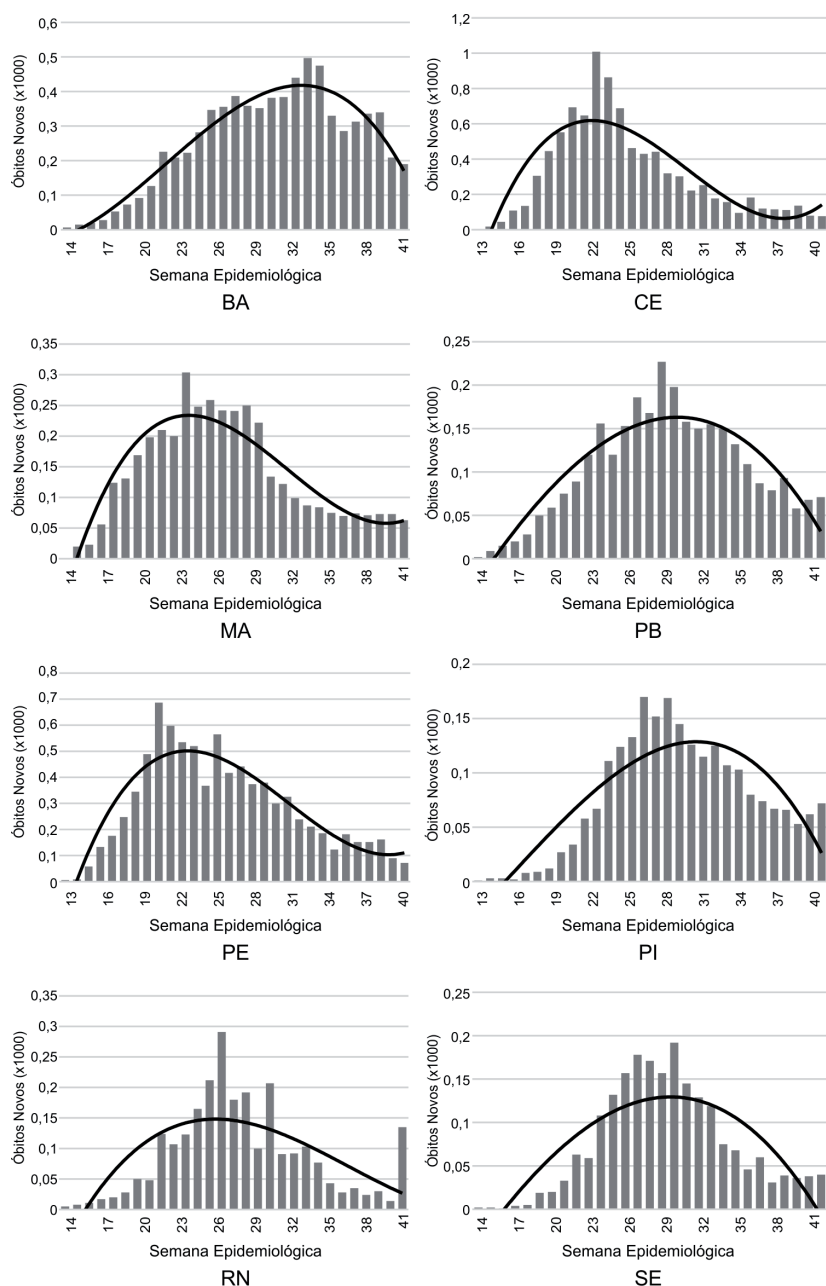 0,6
0,5
0,4
0,3
0,2
0,1
0
Óbitos Novos (x1000)
14 17 20 23 26 29 32 35 38 41
Semana Epidemiológica
BA
1,2
1
0,8
0,6
0,4
0,2
0
Óbitos Novos (x1000)
13 16 19 22 25 28 31 34 37 40
Semana Epidemiológica
CE
0,35
0,3
0,25
0,2
0,15
0,1
0,05
0
Óbitos Novos (x1000)
14 17 20 23 26 29 32 35 38 41
Semana Epidemiológica
MA
0,25
0,2
0,15
0,1
0,05
0
Óbitos Novos (x1000)
14 17 20 23 26 29 32 35 38 41
Semana Epidemiológica
PB
0,8
0,7
0,6
0,5
0,4
0,3
0,2
0,1
0
Óbitos Novos (x1000)
13 16 19 22 25 28 31 34 37 40
Semana Epidemiológica
PE
0,2
0,15
0,1
0,05
0
Óbitos Novos (x1000)
13 16 19 22 25 28 31 34 37 40
Semana Epidemiológica
PI
0,35
0,3
0,25
0,2
0,15
0,1
0,05
0
Óbitos Novos (x1000)
14 17 20 23 26 29 32 35 38 41
Semana Epidemiológica
RN
0,25
0,2
0,15
0,1
0,05
0
Óbitos Novos (x1000)
14 17 20 23 26 29 32 35 38 41
Semana Epidemiológica
SE